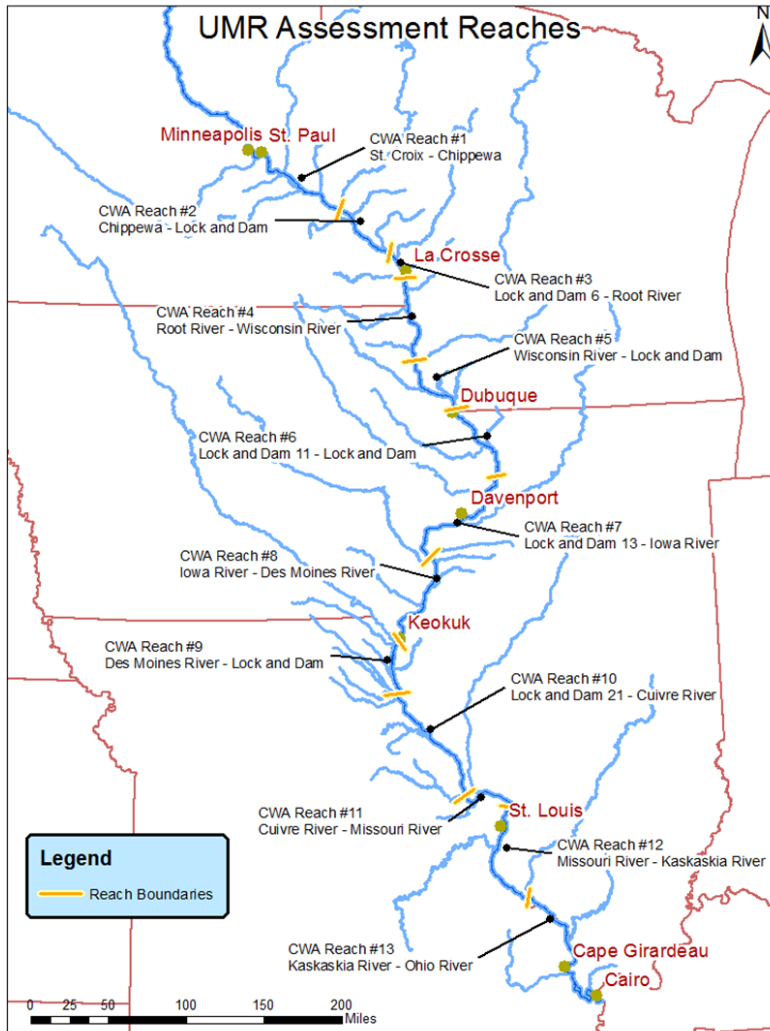 UMR Assessment Reaches
N
Minneapolis St. Paul
CWA Reach #1
St. Croix - Chippewa
CWA Reach #2
Chippewa - Lock and Dam
La Crosse
CWA Reach #3
Lock and Dam 6 - Root River
CWA Reach #4
Root River - Wisconsin River
CWA Reach #5
Wisconsin River - Lock and Dam
Dubuque
CWA Reach #6
Lock and Dam 11 - Lock and Dam
Davenport
CWA Reach #7
Lock and Dam 13 - Iowa River
CWA Reach #8
Iowa River - Des Moines River
Keokuk
CWA Reach #9
Des Moines River - Lock and Dam
CWA Reach #10
Lock and Dam 21 - Cuivre River
CWA Reach #11
Cuivre River - Missouri River
St. Louis
CWA Reach #12
Missouri River - Kaskaskia River
Legend
Reach Boundaries
CWA Reach #13
Kaskaskia River - Ohio River
Cape Girardeau
Cairo
0 25 50 100 150 200
Miles